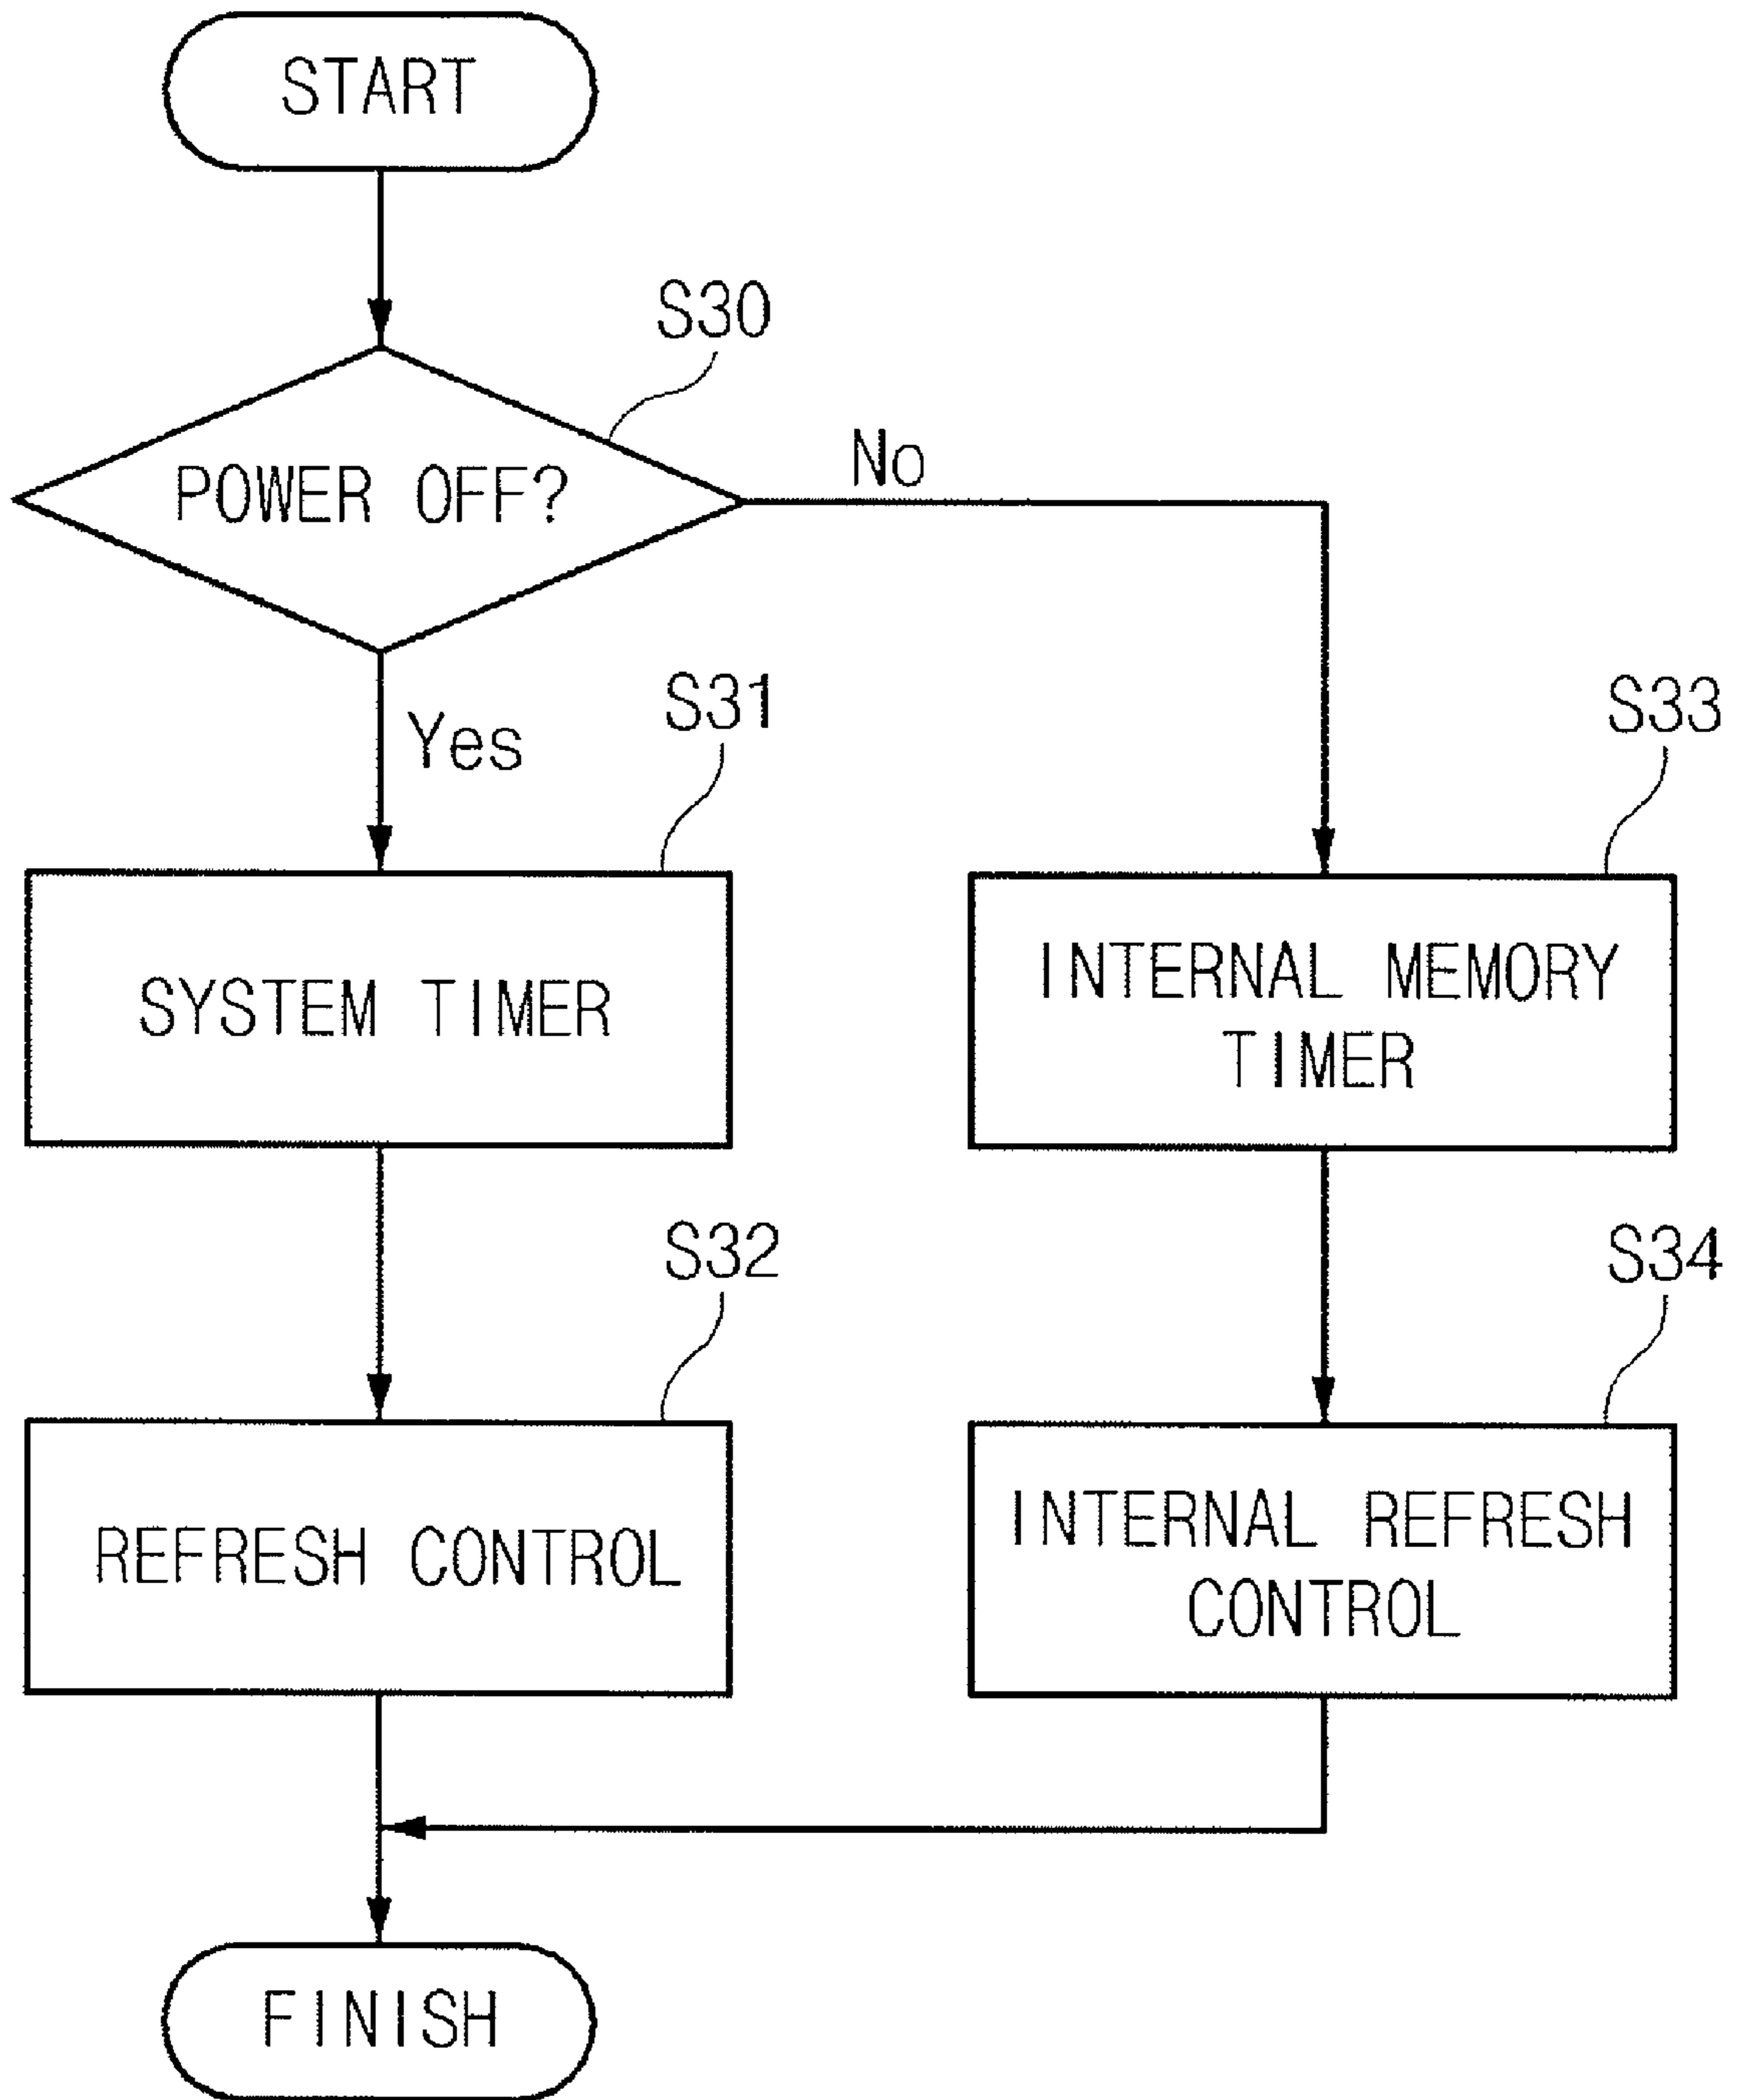 START
S30
POWER OFF?
No
Yes
S31
S33
SYSTEM TIMER
INTERNAL MEMORY
TIMER
S32
S34
REFRESH CONTROL
INTERNAL REFRESH
CONTROL
FINISH